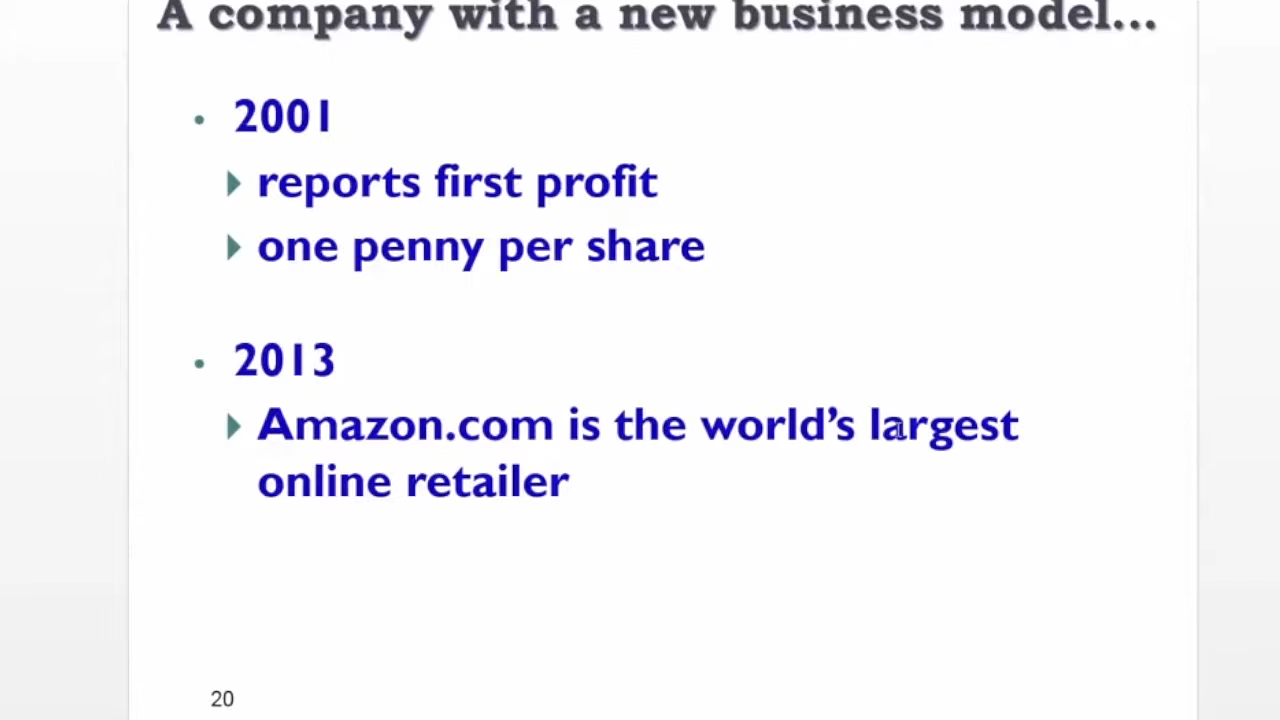 A company with a new business model...
• 2001
reports first profit
one penny per share
• 2013
Amazon.com is the world’s largest
online retailer
20